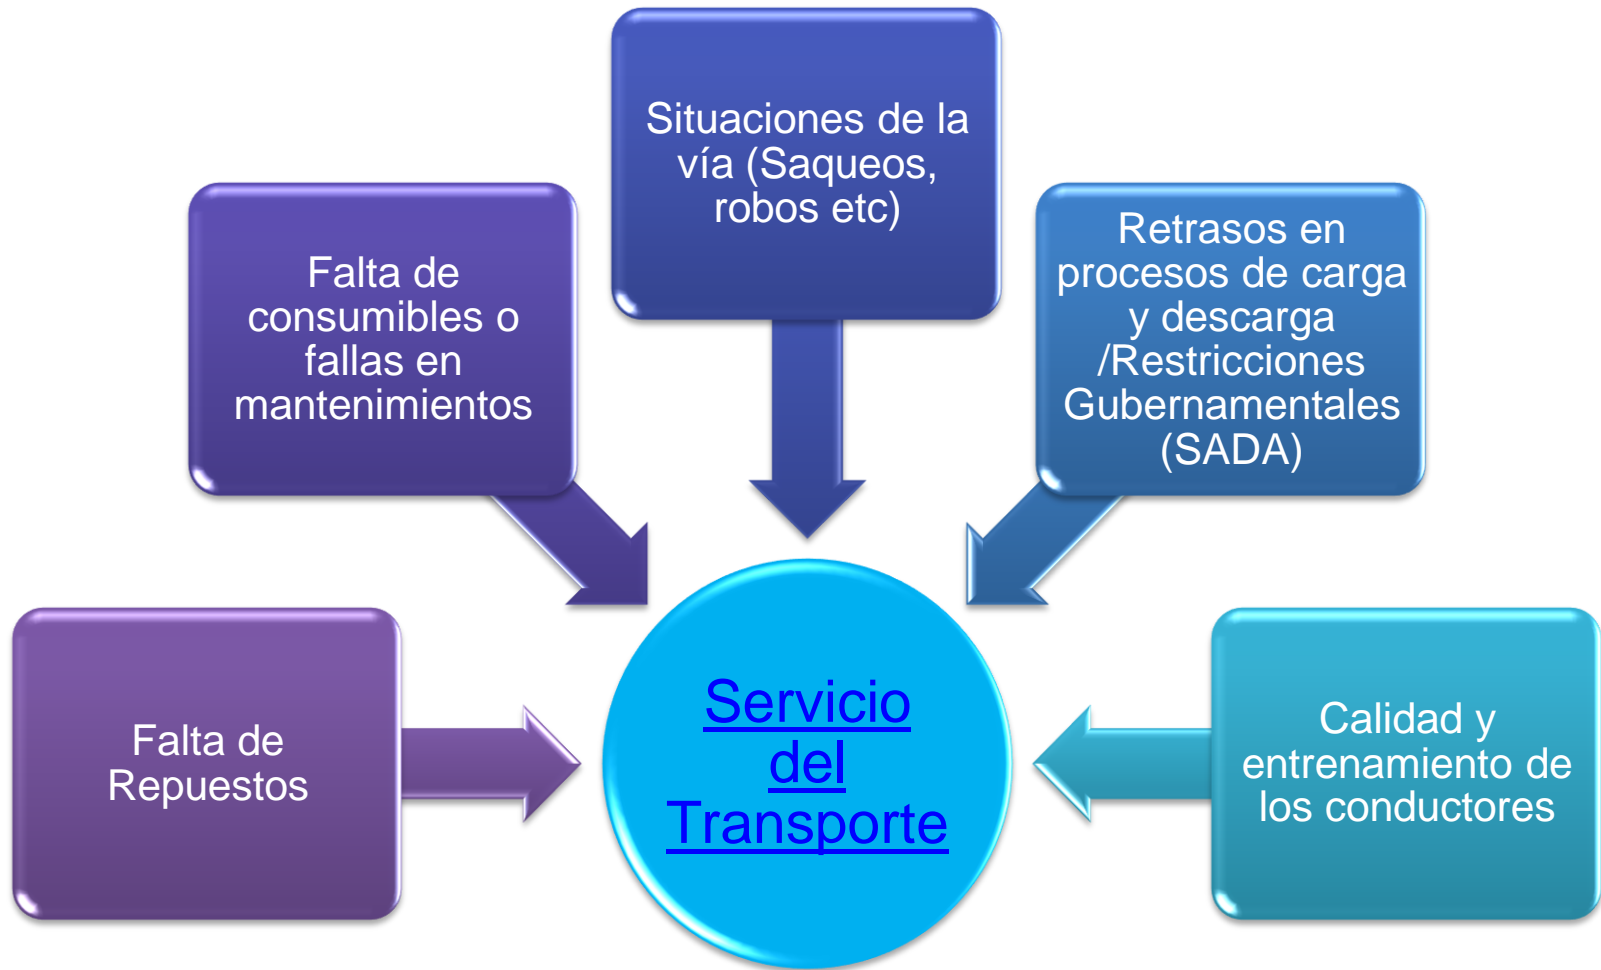 Situaciones de la
vía (Saqueos,
robos etc)
Falta de
consumibles o
fallas en
mantenimientos
Retrasos en
procesos de carga
y descarga
/Restricciones
Gubernamentales
(SADA)
Falta de
Repuestos
Servicio
del
Transporte
Calidad y
entrenamiento de
los conductores